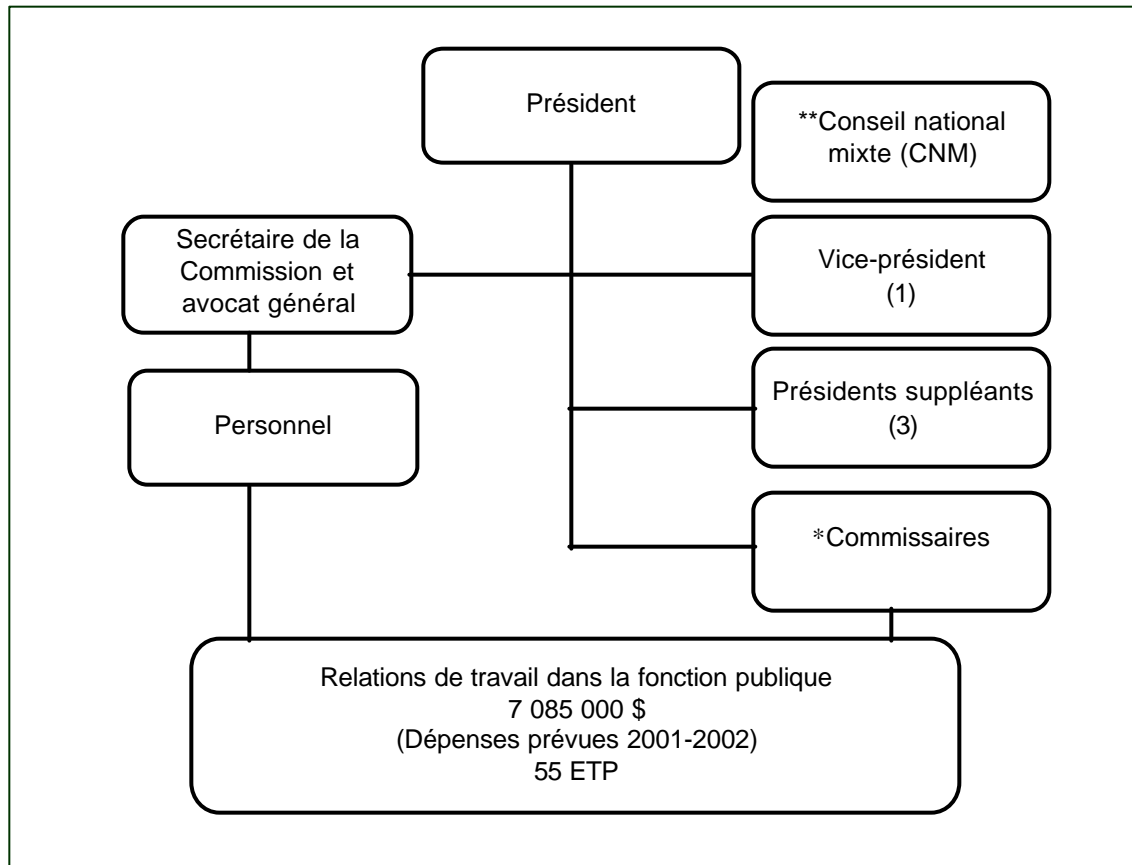 Président
**Conseil national
mixte (CNM)
Secrétaire de la
Commission et
avocat général
Vice-président
(1)
Personnel
Présidents suppléants
(3)
*Commissaires
Relations de travail dans la fonction publique
7 085 000 $
(Dépenses prévues 2001-2002)
55 ETP